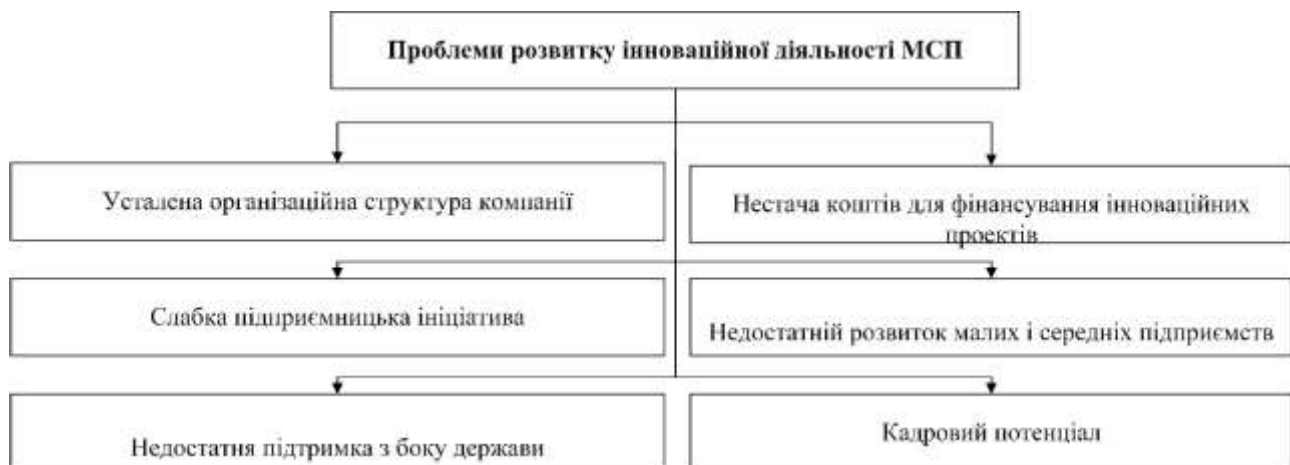 Проблеми розвитку інноваційної діяльності МСП
Усталена організаційна структура компанії
Нестача коштів для фінансування інноваційних
проектів
Слабка підприємницька ініціатива
Недостатній розвиток малих і середніх підприємств
Недостатня підтримка з боку держави
Кадровий потенціал